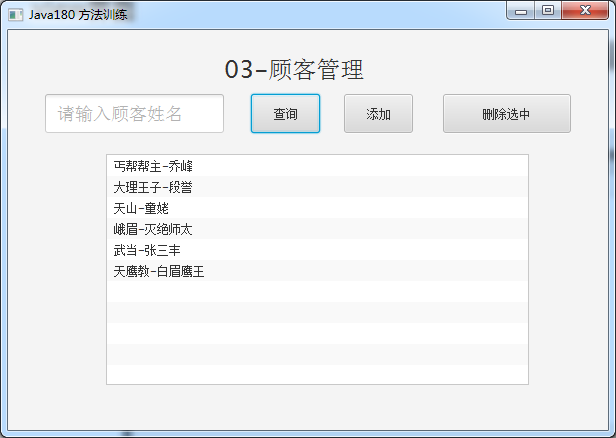 Java180 方法训练
03-顾客管理
请输入顾客姓名 查询 添加 删除选中
丐帮帮主-乔峰
大理王子-段誉
天山-童姥
峨眉-灭绝师太
武当-张三丰
天鹰教-白眉鹰王